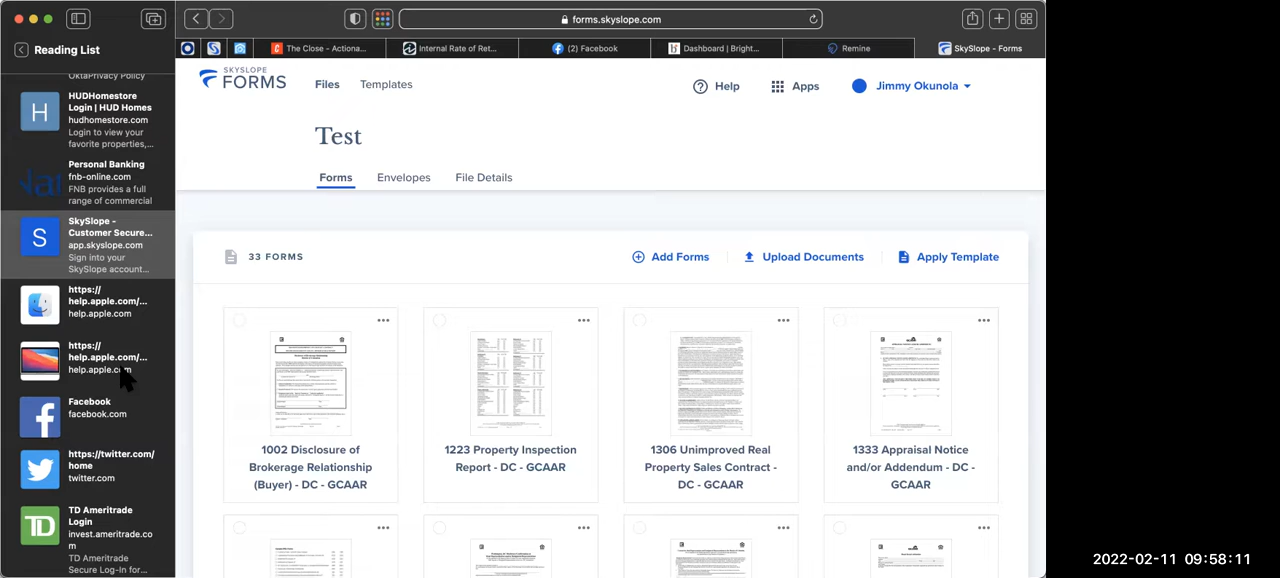 forms.skyslope.com
Reading List
The Close - Actiona...
Internal Rate of Ret...
(2) Facebook
Dashboard | Bright...
Remine
SkySlope - Forms
OktaPrivacy Policy
HUDHomestore
Login | HUD Homes
hudhomestore.com
Login to view your
favorite properties,...
Personal Banking
fnb-online.com
FNB provides a full
range of commercial
SkySlope -
Customer Secure...
app.skyslope.com
Sign into your
SkySlope account...
https://
help.apple.com/...
help.apple.com
https://
help.apple.com/...
help.apple.com
Facebook
facebook.com
https://twitter.com/
home
twitter.com
TD Ameritrade
Login
invest.ameritrade.co
m
TD Ameritrade
Secure Log-In for...
SKYSLOPE
FORMS
Files
Templates
Help
Apps
Jimmy Okunola
Test
Forms
Envelopes
File Details
33 FORMS
Add Forms
Upload Documents
Apply Template
1002 Disclosure of
Brokerage Relationship
(Buyer) - DC - GCAAR
1223 Property Inspection
Report - DC - GCAAR
1306 Unimproved Real
Property Sales Contract -
DC - GCAAR
1333 Appraisal Notice
and/or Addendum - DC -
GCAAR
2022-02-11 09:58:11